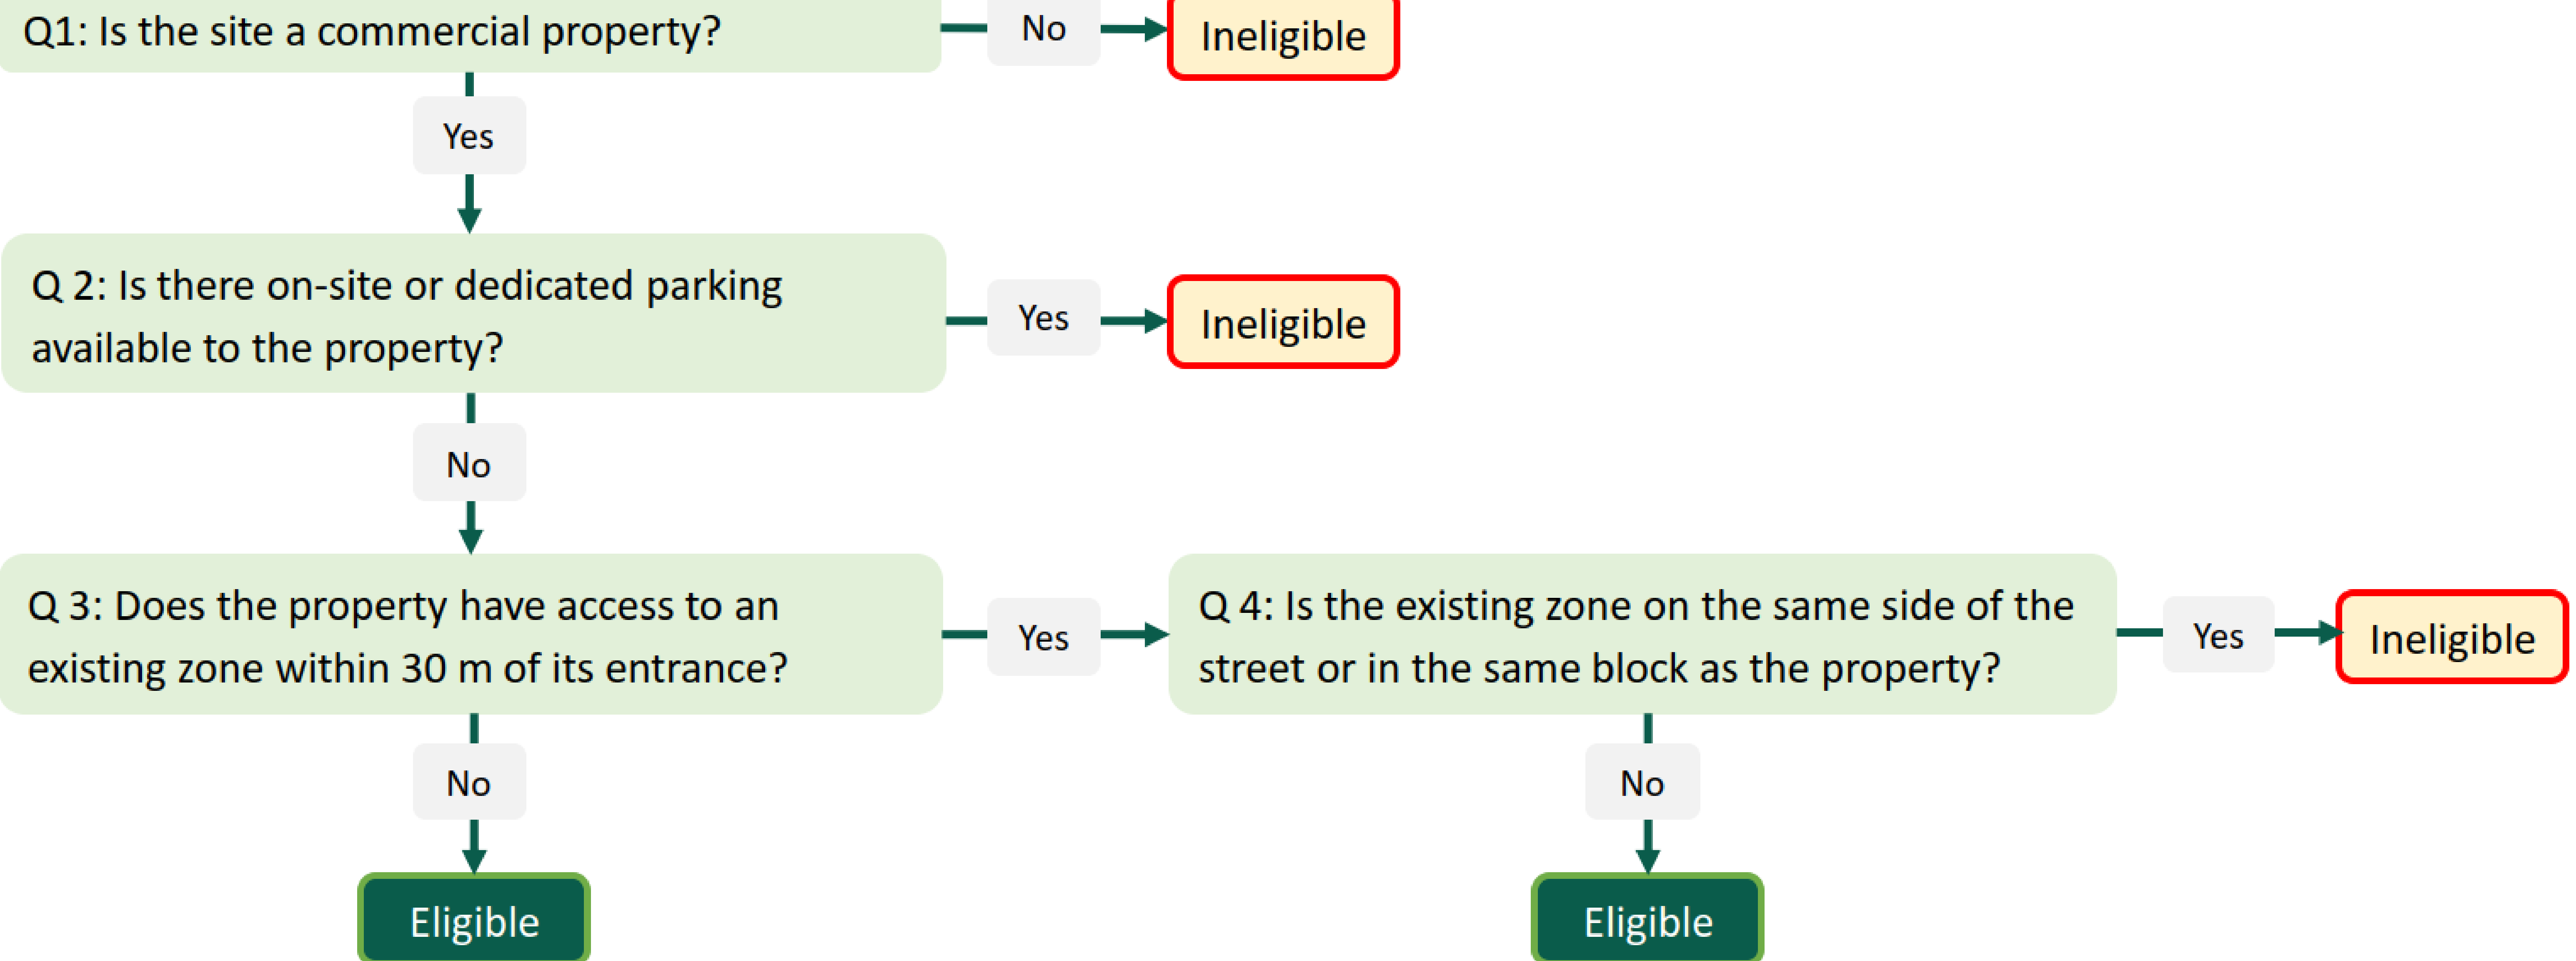 Q1: Is the site a commercial property?
No
Ineligible
Yes
Q 2: Is there on-site or dedicated parking
available to the property?
Yes
Ineligible
No
Q 3: Does the property have access to an
existing zone within 30 m of its entrance?
Yes
Q 4: Is the existing zone on the same side of the
street or in the same block as the property?
Yes
Ineligible
No
No
Eligible
Eligible